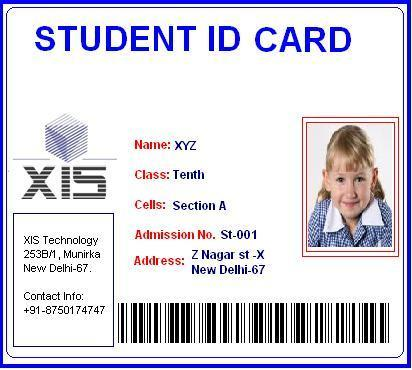 STUDENT ID CARD
XIS
Name: XYZ
Class: Tenth
Cells: Section A
Admission No. St-001
Address: Z Nagar st -X
New Delhi-67
XIS Technology
253B/1, Munirka
New Delhi-67.
Contact Info:
+91-8750174747